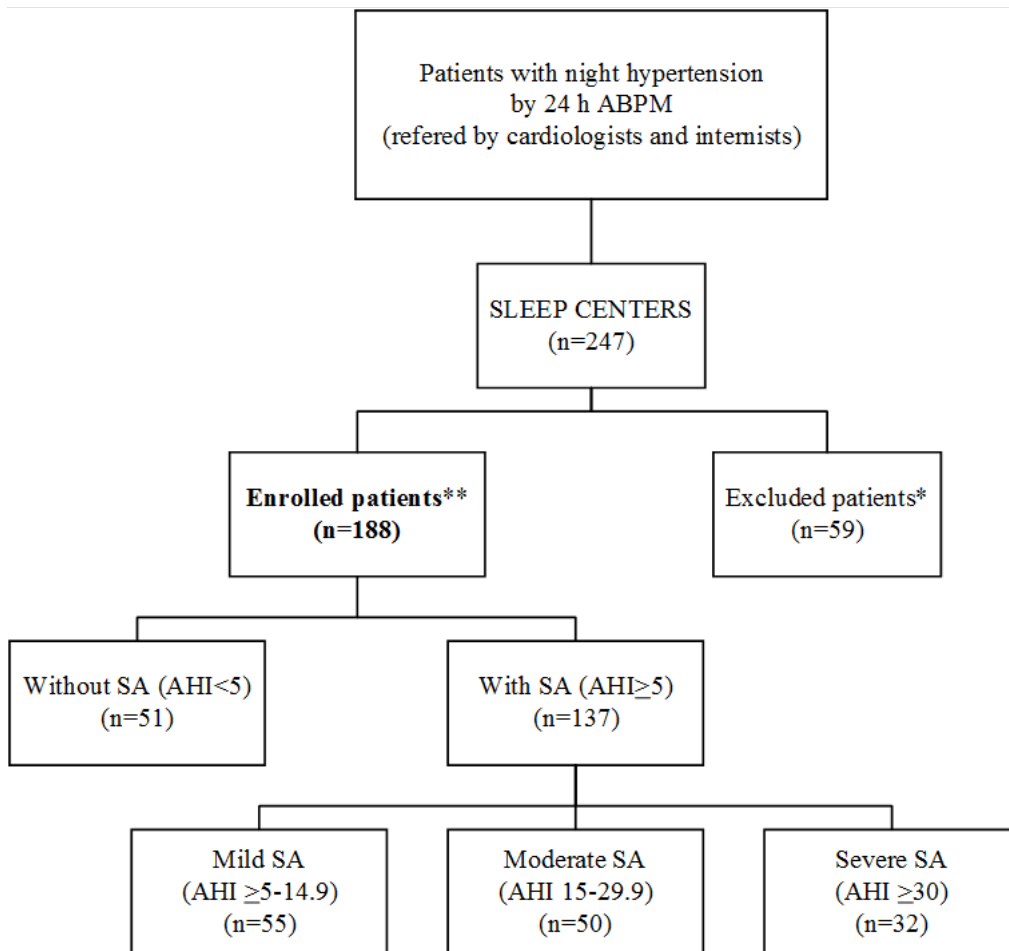 Patients with night hypertension
by 24 h ABPM
(refered by cardiologists and internists)
SLEEP CENTERS
(n=247)
Enrolled patients**
(n=188)
Excluded patients*
(n=59)
Without SA (AHI<5)
(n=51)
With SA (AHI≥5)
(n=137)
Mild SA
(AHI ≥5-14.9)
(n=55)
Moderate SA
(AHI 15-29.9)
(n=50)
Severe SA
(AHI ≥30)
(n=32)